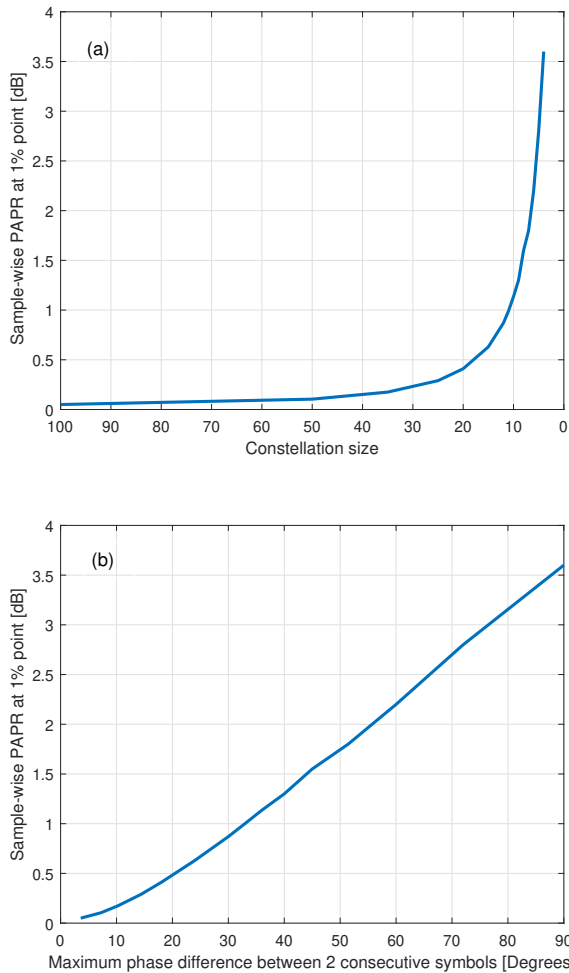 4
3.5
3
2.5
2
1.5
1
0.5
0
(a)
Sample-wise PAPR at 1% point [dB]
100 90 80 70 60 50 40 30 20 10 0
Constellation size
4
3.5
3
2.5
2
1.5
1
0.5
0
(b)
Sample-wise PAPR at 1% point [dB]
0 10 20 30 40 50 60 70 80 90
Maximum phase difference between 2 consecutive symbols [Degrees